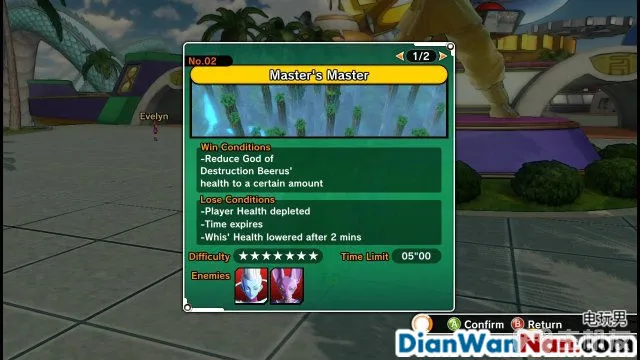 No.02
1/2
Master's Master
Evelyn
Win Conditions
-Reduce God of
Destruction Beerus'
health to a certain amount
Lose Conditions
-Player Health depleted
-Time expires
-Whis' Health lowered after 2 mins
Difficulty ★★★★★★★ Time Limit 05"00
Enemies
电玩男
A Confirm B Return
DianWanNan.com